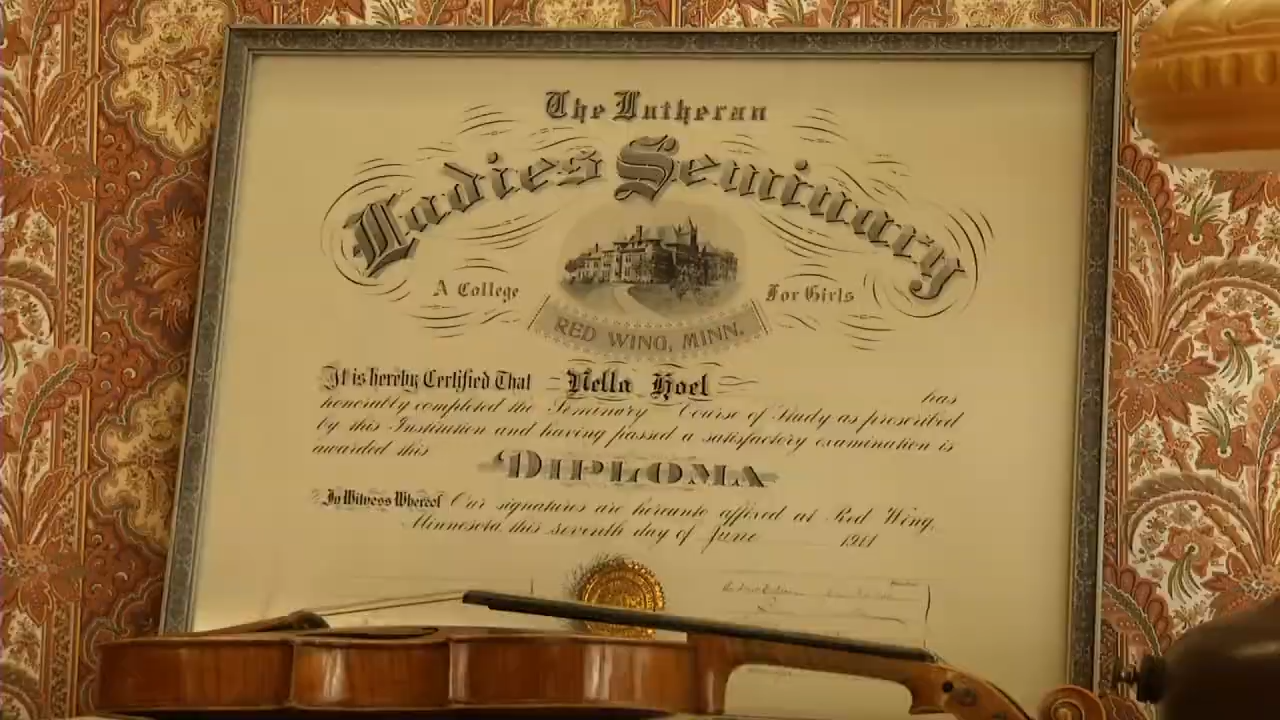 The Lutheran
Ladies Seminary
A College For Girls
RED WING, MINN.
It is hereby Certified That Nella Hoel has
honorably completed the Seminary Course of Study as prescribed
by this Institution and having passed a satisfactory examination is
awarded this
DIPLOMA
In Witness Whereof Our signatures are hereunto affixed at Red Wing,
Minnesota, this seventh day of June 1911